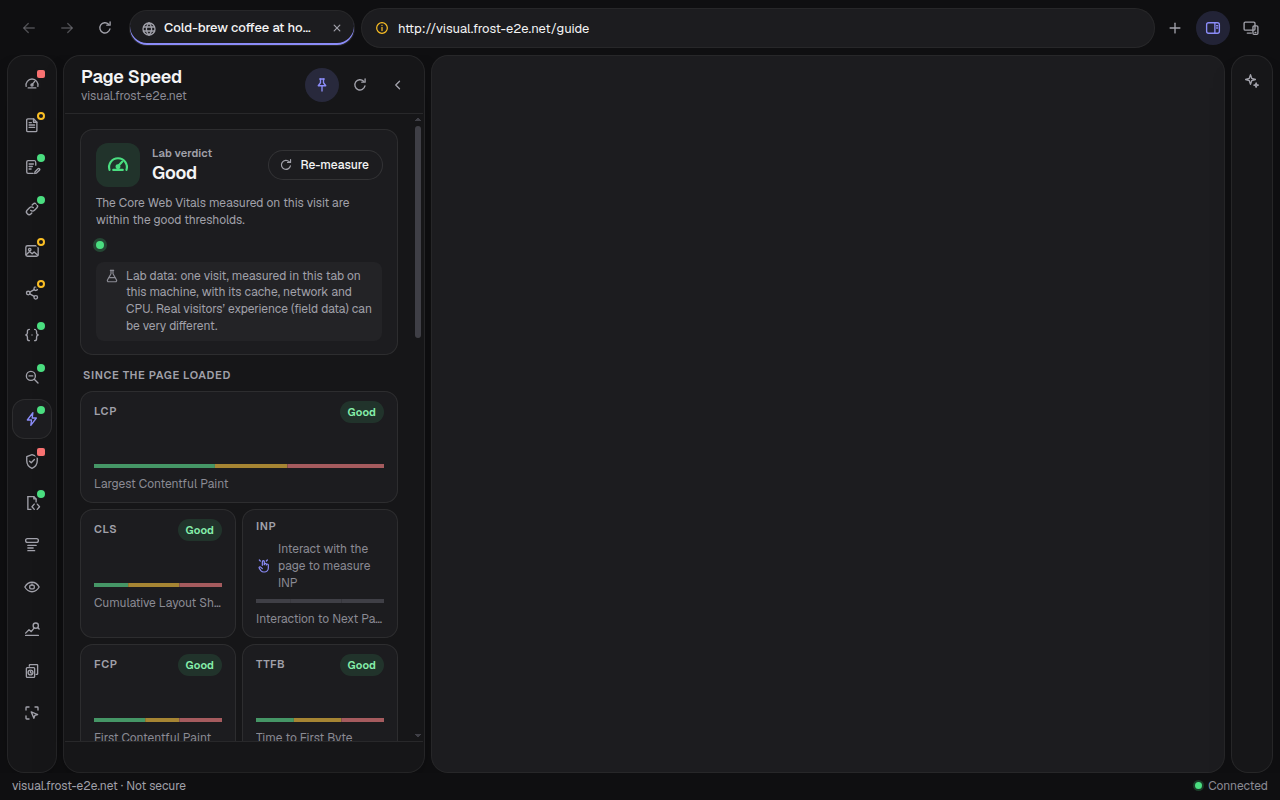 Cold-brew coffee at ho...
http://visual.frost-e2e.net/guide
Page Speed
visual.frost-e2e.net
Lab verdict
Good
Re-measure
The Core Web Vitals measured on this visit are
within the good thresholds.
Lab data: one visit, measured in this tab on
this machine, with its cache, network and
CPU. Real visitors' experience (field data) can
be very different.
SINCE THE PAGE LOADED
LCP
Good
Largest Contentful Paint
CLS
Good
Cumulative Layout Sh...
INP
Interact with the
page to measure
INP
Interaction to Next Pa...
FCP
Good
First Contentful Paint
TTFB
Good
Time to First Byte
visual.frost-e2e.net · Not secure
Connected